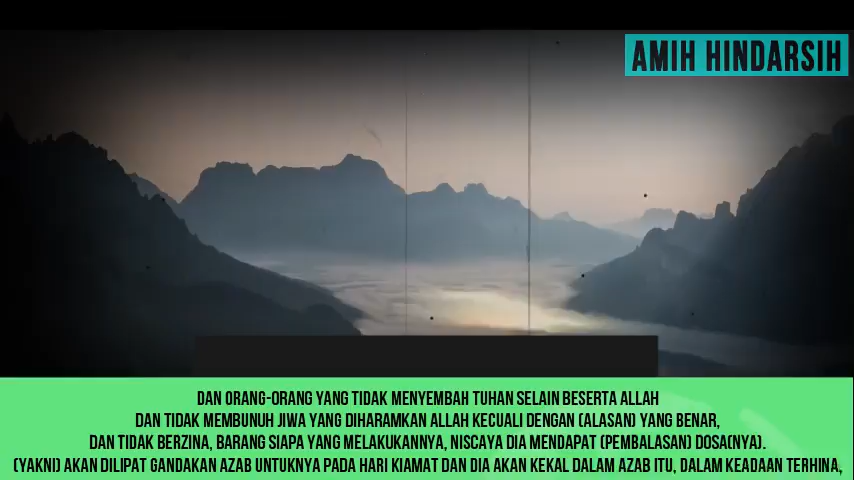 AMIH HINDARSIH
DAN ORANG-ORANG YANG TIDAK MENYEMBAH TUHAN SELAIN BESERTA ALLAH
DAN TIDAK MEMBUNUH JIWA YANG DIHARAMKAN ALLAH KECUALI DENGAN (ALASAN) YANG BENAR,
DAN TIDAK BERZINA, BARANG SIAPA YANG MELAKUKANNYA, NISCAYA DIA MENDAPAT (PEMBALASAN) DOSA(NYA).
(YAKNI) AKAN DILIPAT GANDAKAN AZAB UNTUKNYA PADA HARI KIAMAT DAN DIA AKAN KEKAL DALAM AZAB ITU, DALAM KEADAAN TERHINA,